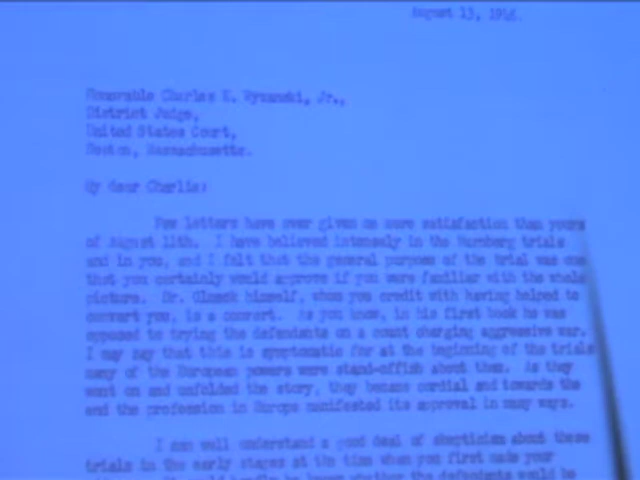 August 13, 1946.
Honorable Charles E. Wyzanski, Jr.,
District Judge,
United States Court,
Boston, Massachusetts.
My dear Charlie:
Few letters have ever given me more satisfaction than yours
of August 11th. I have believed intensely in the Nurnberg trials
and in you, and I felt that the general purpose of the trial was one
that you certainly would approve if you were familiar with the whole
picture. Dr. Glueck himself, whom you credit with having helped to
convert you, is a convert. As you know, in his first book he was
opposed to trying the defendants on a count charging aggressive war.
I may say that this is symptomatic for at the beginning of the trials
many of the European powers were stand-offish about them. As they
went on and unfolded the story, they became cordial and towards the
end the profession in Europe manifested its approval in many ways.
I can well understand a good deal of skepticism about these
trials in the early stages at the time when you first made your
whether the defendants would be